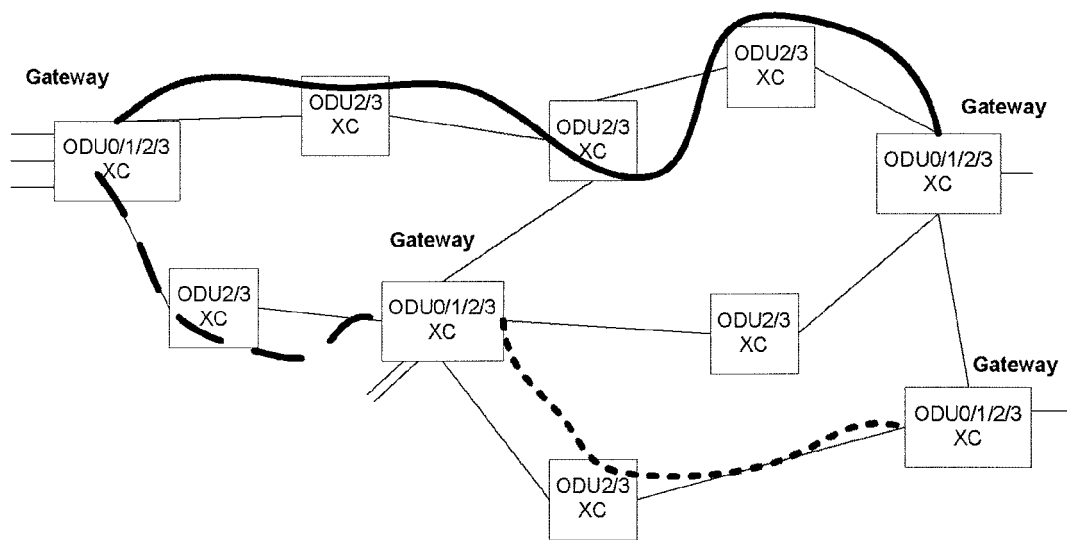 Gateway
ODU2/3
XC
ODU2/3
XC
ODU2/3
XC
Gateway
ODU0/1/2/3
XC
ODU0/1/2/3
XC
Gateway
ODU2/3
XC
ODU0/1/2/3
XC
ODU2/3
XC
Gateway
ODU0/1/2/3
XC
ODU2/3
XC